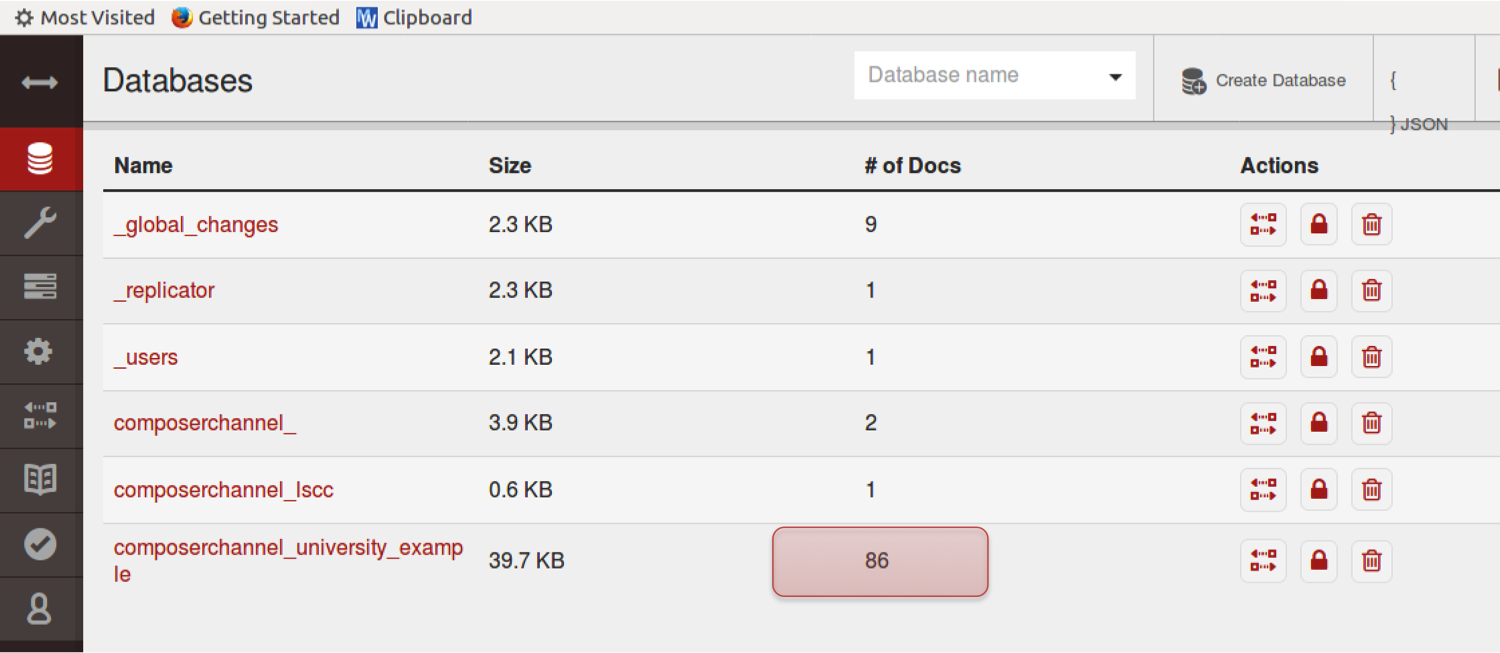 Most Visited Getting Started Clipboard
Databases Database name Create Database {
} JSON
Name Size # of Docs Actions
_global_changes 2.3 KB 9
_replicator 2.3 KB 1
_users 2.1 KB 1
composerchannel_ 3.9 KB 2
composerchannel_lscc 0.6 KB 1
composerchannel_university_examp 39.7 KB 86
le